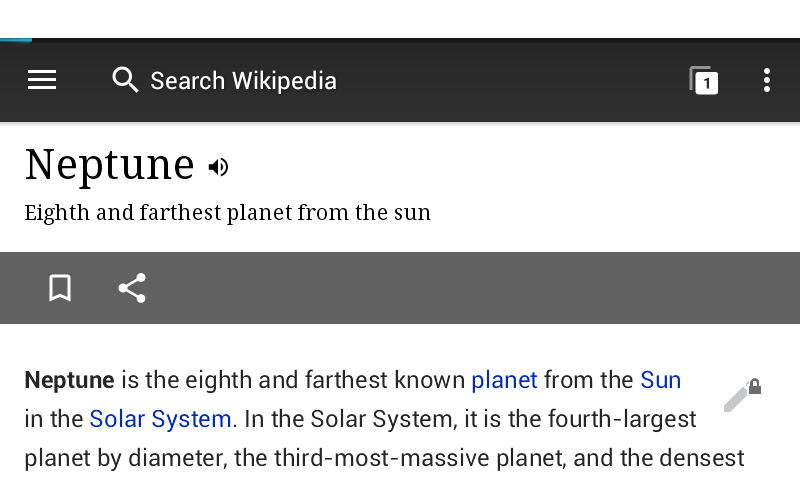 Search Wikipedia
1
Neptune
Eighth and farthest planet from the sun
Neptune is the eighth and farthest known planet from the Sun
in the Solar System. In the Solar System, it is the fourth-largest
planet by diameter, the third-most-massive planet, and the densest